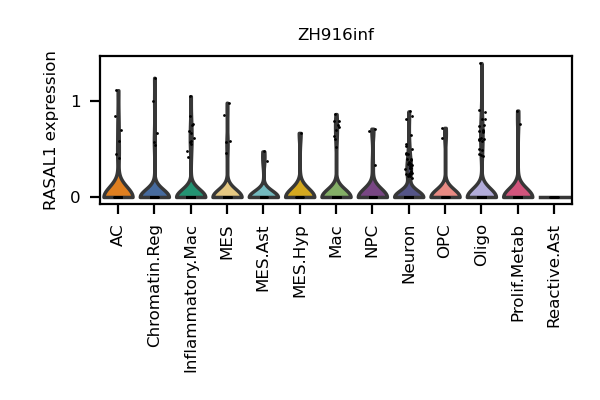 ZH916inf
RASAL1 expression
1
0
AC
Chromatin.Reg
Inflammatory.Mac
MES
MES.Ast
MES.Hyp
Mac
NPC
Neuron
OPC
Oligo
Prolif.Metab
Reactive.Ast